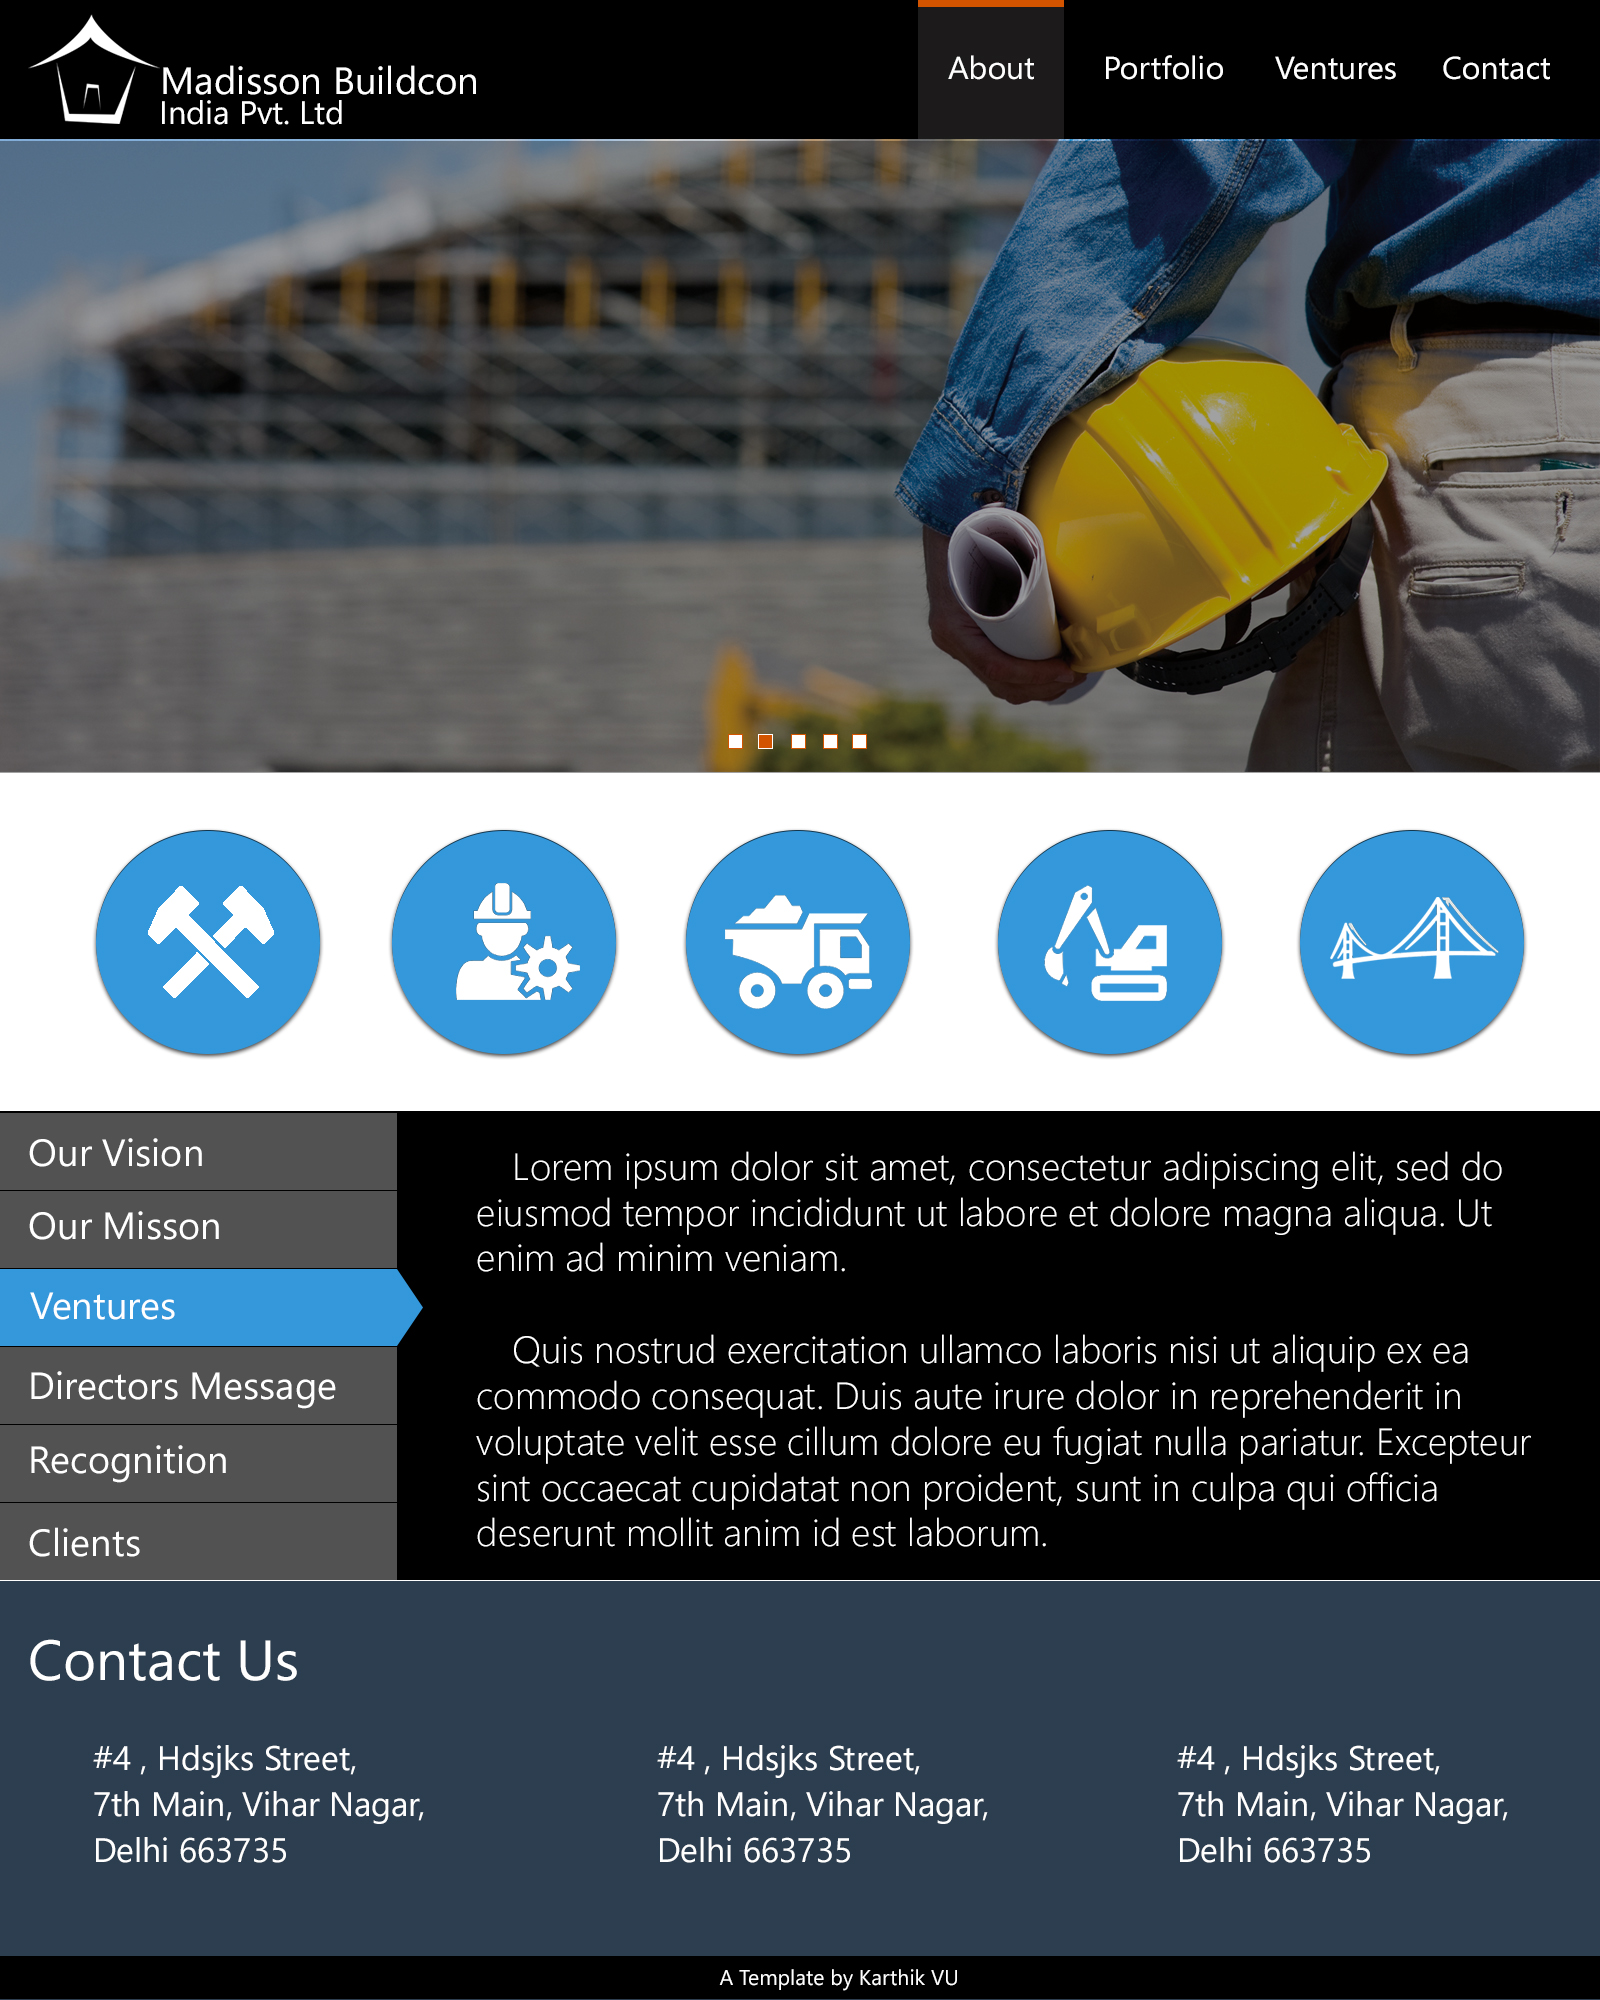 Madisson Buildcon
India Pvt. Ltd
About
Portfolio
Ventures
Contact
Our Vision
Our Misson
Ventures
Directors Message
Recognition
Clients
Lorem ipsum dolor sit amet, consectetur adipiscing elit, sed do
eiusmod tempor incididunt ut labore et dolore magna aliqua. Ut
enim ad minim veniam.
Quis nostrud exercitation ullamco laboris nisi ut aliquip ex ea
commodo consequat. Duis aute irure dolor in reprehenderit in
voluptate velit esse cillum dolore eu fugiat nulla pariatur. Excepteur
sint occaecat cupidatat non proident, sunt in culpa qui officia
deserunt mollit anim id est laborum.
Contact Us
#4 , Hdsjks Street,
7th Main, Vihar Nagar,
Delhi 663735
#4 , Hdsjks Street,
7th Main, Vihar Nagar,
Delhi 663735
#4 , Hdsjks Street,
7th Main, Vihar Nagar,
Delhi 663735
A Template by Karthik VU